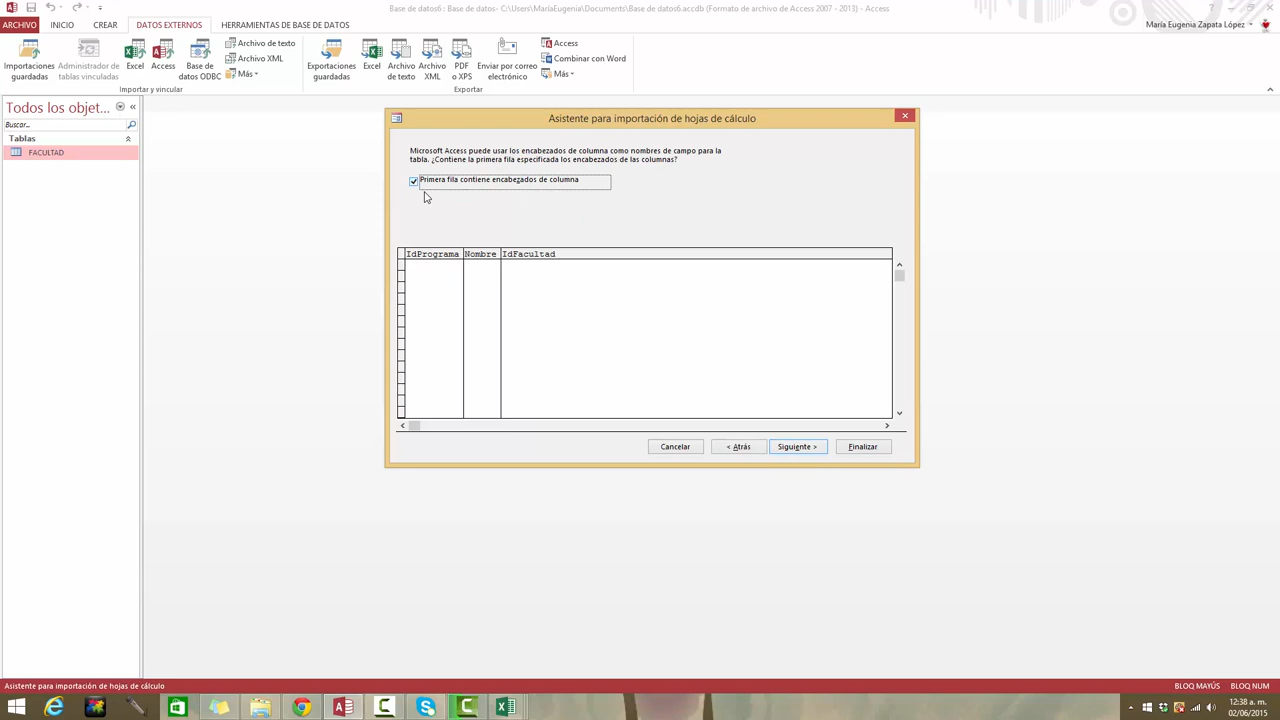 Base de datos6 : Base de datos- C:\Users\MaríaEugenia\Documents\Base de datos6.accdb (Formato de archivo de Access 2007 - 2013) - Access
ARCHIVO INICIO CREAR DATOS EXTERNOS HERRAMIENTAS DE BASE DE DATOS
María Eugenia Zapata López
Importaciones guardadas
Administrador de tablas vinculadas
Excel
Access
Base de datos ODBC
Archivo de texto
Archivo XML
Más
Importar y vincular
Exportaciones guardadas
Excel
Archivo de texto
Archivo XML
PDF o XPS
Enviar por correo electrónico
Access
Combinar con Word
Más
Exportar
Todos los objet...
Buscar...
Tablas
FACULTAD
Asistente para importación de hojas de cálculo
Microsoft Access puede usar los encabezados de columna como nombres de campo para la
tabla. ¿Contiene la primera fila especificada los encabezados de las columnas?
Primera fila contiene encabezados de columna
IdPrograma Nombre IdFacultad
Cancelar < Atrás Siguiente > Finalizar
Asistente para importación de hojas de cálculo
BLOQ MAYÚS BLOQ NUM
12:38 a. m.
02/06/2015